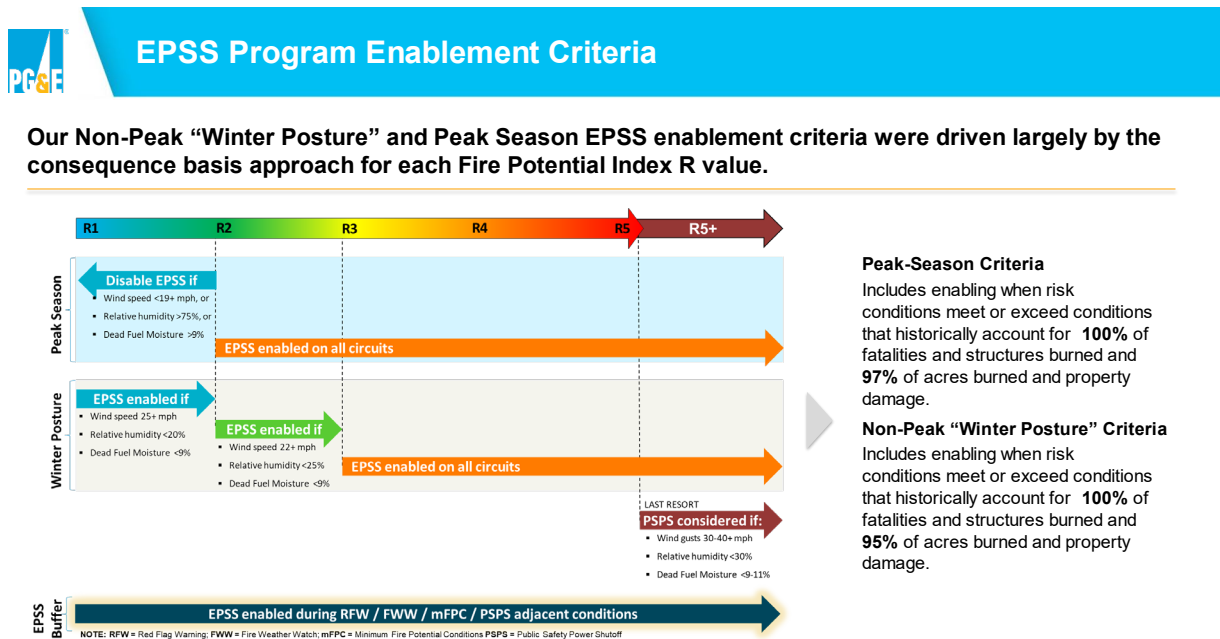 PG&E
EPSS Program Enablement Criteria
Our Non-Peak “Winter Posture” and Peak Season EPSS enablement criteria were driven largely by the
consequence basis approach for each Fire Potential Index R value.
R1 R2 R3 R4 R5 R5+
Peak Season
Disable EPSS if
▪ Wind speed <19+ mph, or
▪ Relative humidity >75%, or
▪ Dead Fuel Moisture >9%
EPSS enabled on all circuits
Winter Posture
EPSS enabled if
▪ Wind speed 25+ mph
▪ Relative humidity <20%
▪ Dead Fuel Moisture <9%
EPSS enabled if
▪ Wind speed 22+ mph
▪ Relative humidity <25%
▪ Dead Fuel Moisture <9%
EPSS enabled on all circuits
LAST RESORT
PSPS considered if:
▪ Wind gusts 30-40+ mph
▪ Relative humidity <30%
▪ Dead Fuel Moisture <9-11%
EPSS
Buffer
EPSS enabled during RFW / FWW / mFPC / PSPS adjacent conditions
NOTE: RFW = Red Flag Warning; FWW = Fire Weather Watch; mFPC = Minimum Fire Potential Conditions PSPS = Public Safety Power Shutoff
Peak-Season Criteria
Includes enabling when risk
conditions meet or exceed conditions
that historically account for 100% of
fatalities and structures burned and
97% of acres burned and property
damage.
Non-Peak “Winter Posture” Criteria
Includes enabling when risk
conditions meet or exceed conditions
that historically account for 100% of
fatalities and structures burned and
95% of acres burned and property
damage.